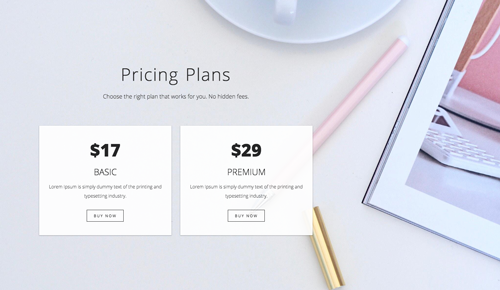 Pricing Plans
Choose the right plan that works for you. No hidden fees.
$17
BASIC
Lorem Ipsum is simply dummy text of the printing and
typesetting industry.
BUY NOW
$29
PREMIUM
Lorem Ipsum is simply dummy text of the printing and
typesetting industry.
BUY NOW